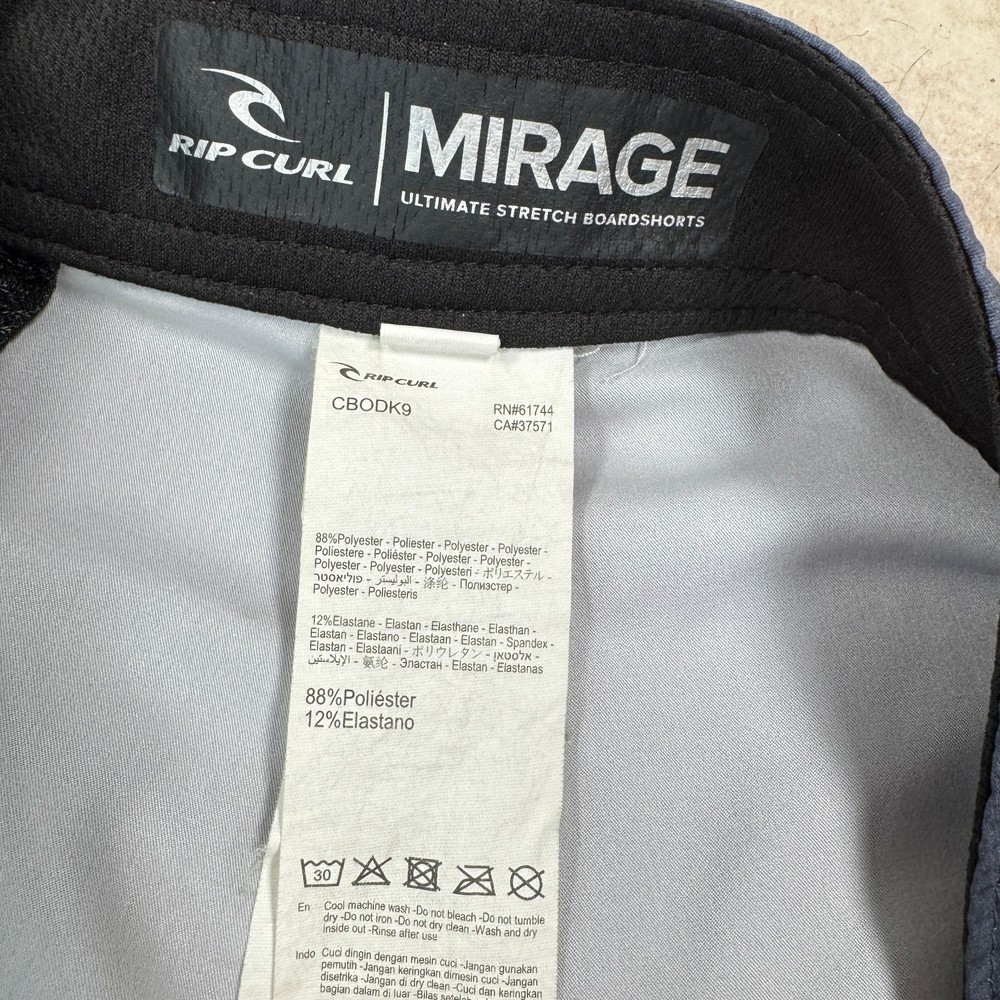 RIP CURL
MIRAGE
ULTIMATE STRETCH BOARDSHORTS
RIP CURL
CBODK9
RN#61744
CA#37571
88%Polyester - Poliester - Polyester - Polyester -
Poliestere - Poliéster - Polyester - Polyester -
Polyester - Polyester - Polyesteri - ポリエステル -
פוליאסטר - البوليستر - 涤纶 - Полиэстер -
Polyester - Poliesteris
12%Elastane - Elastan - Elasthane - Elasthan -
Elastan - Elastano - Elastaan - Elastan - Spandex -
Elastan - Elastaani - ポリウレタン - אלסטאן -
الإيلاستين - 氨纶 - Эластан - Elastan - Elastanas
88%Poliéster
12%Elastano
30
En Cool machine wash -Do not bleach -Do not tumble
dry -Do not iron -Do not dry clean -Wash and dry
inside out -Rinse after use
Indo Cuci dingin dengan mesin cuci -Jangan gunakan
pemutih -Jangan keringkan dimesin cuci -Jangan
disetrika -Jangan di dry clean -Cuci dan keringkan
bagian dalam di luar -Bilas setelah